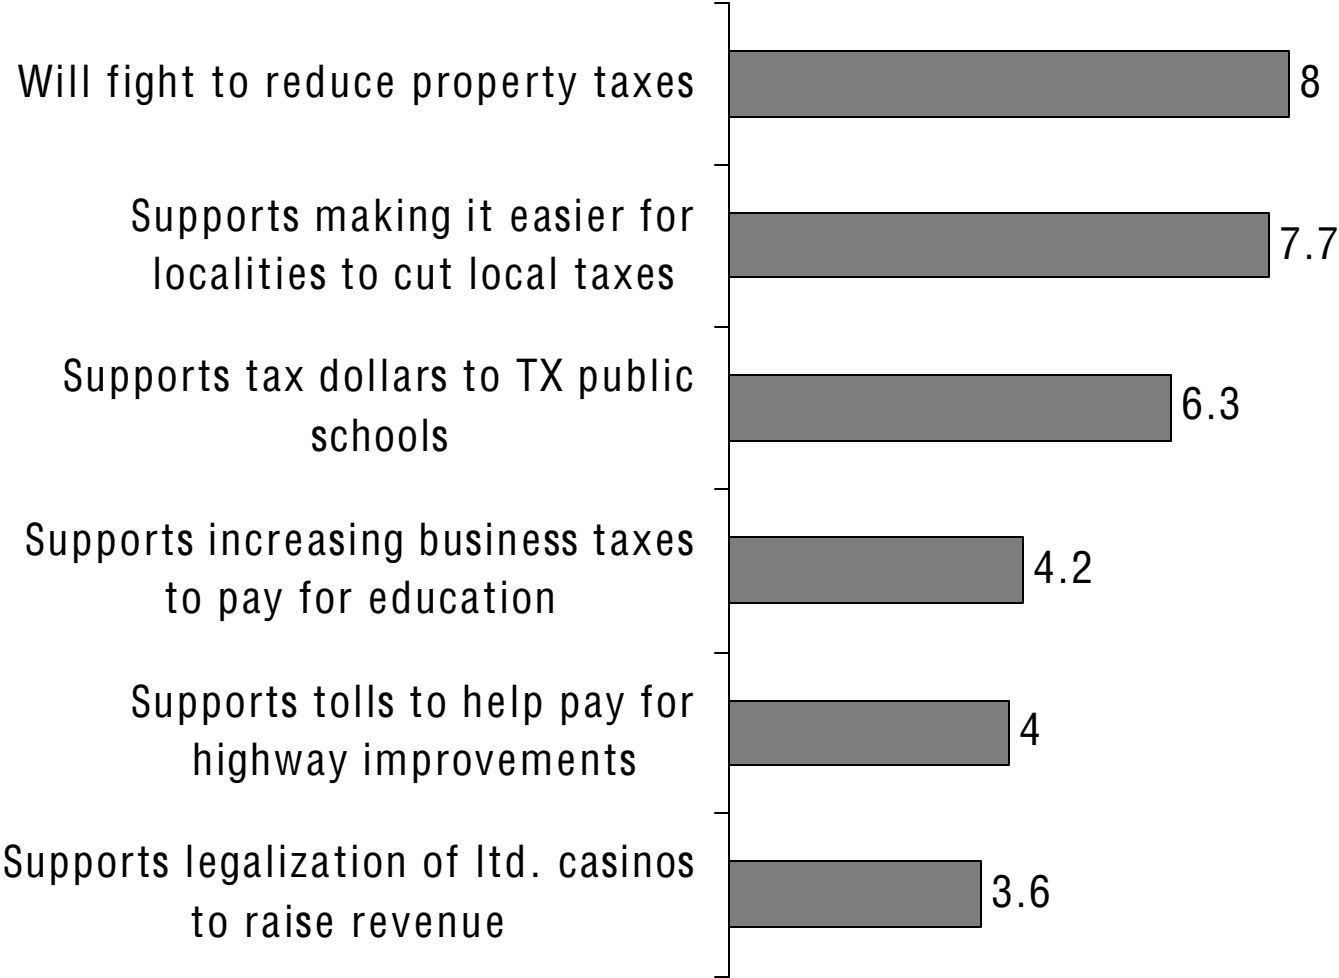 Will fight to reduce property taxes
8
Supports making it easier for
localities to cut local taxes
7.7
Supports tax dollars to TX public
schools
6.3
Supports increasing business taxes
to pay for education
4.2
Supports tolls to help pay for
highway improvements
4
Supports legalization of ltd. casinos
to raise revenue
3.6